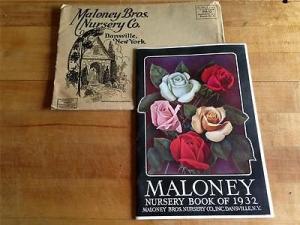 Maloney Bros.
Nursery Co.
Dansville,
New York.
MALONEY
NURSERY BOOK OF 1932
MALONEY BROS. NURSERY CO., INC. DANSVILLE, N.Y.